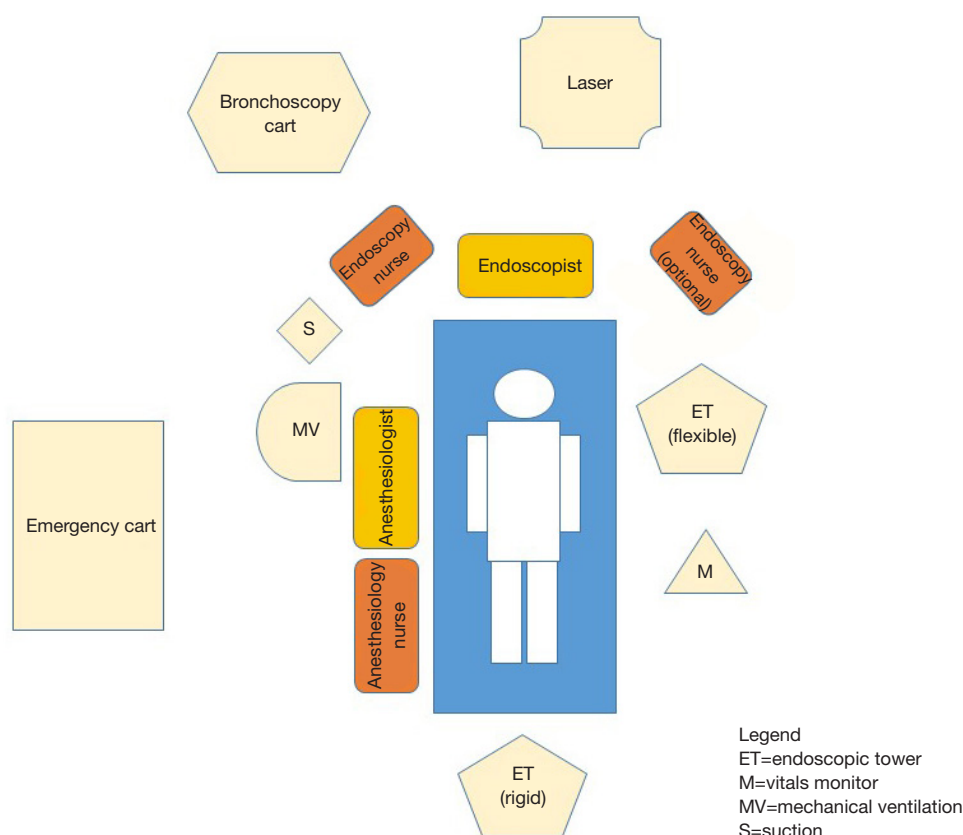 Bronchoscopy
cart
Laser
Endoscopy
nurse
Endoscopist
Endoscopy
nurse
(optional)
S
MV
Anesthesiologist
ET
(flexible)
Emergency cart
M
Anesthesiology
nurse
ET
(rigid)
Legend
ET=endoscopic tower
M=vitals monitor
MV=mechanical ventilation
S=suction